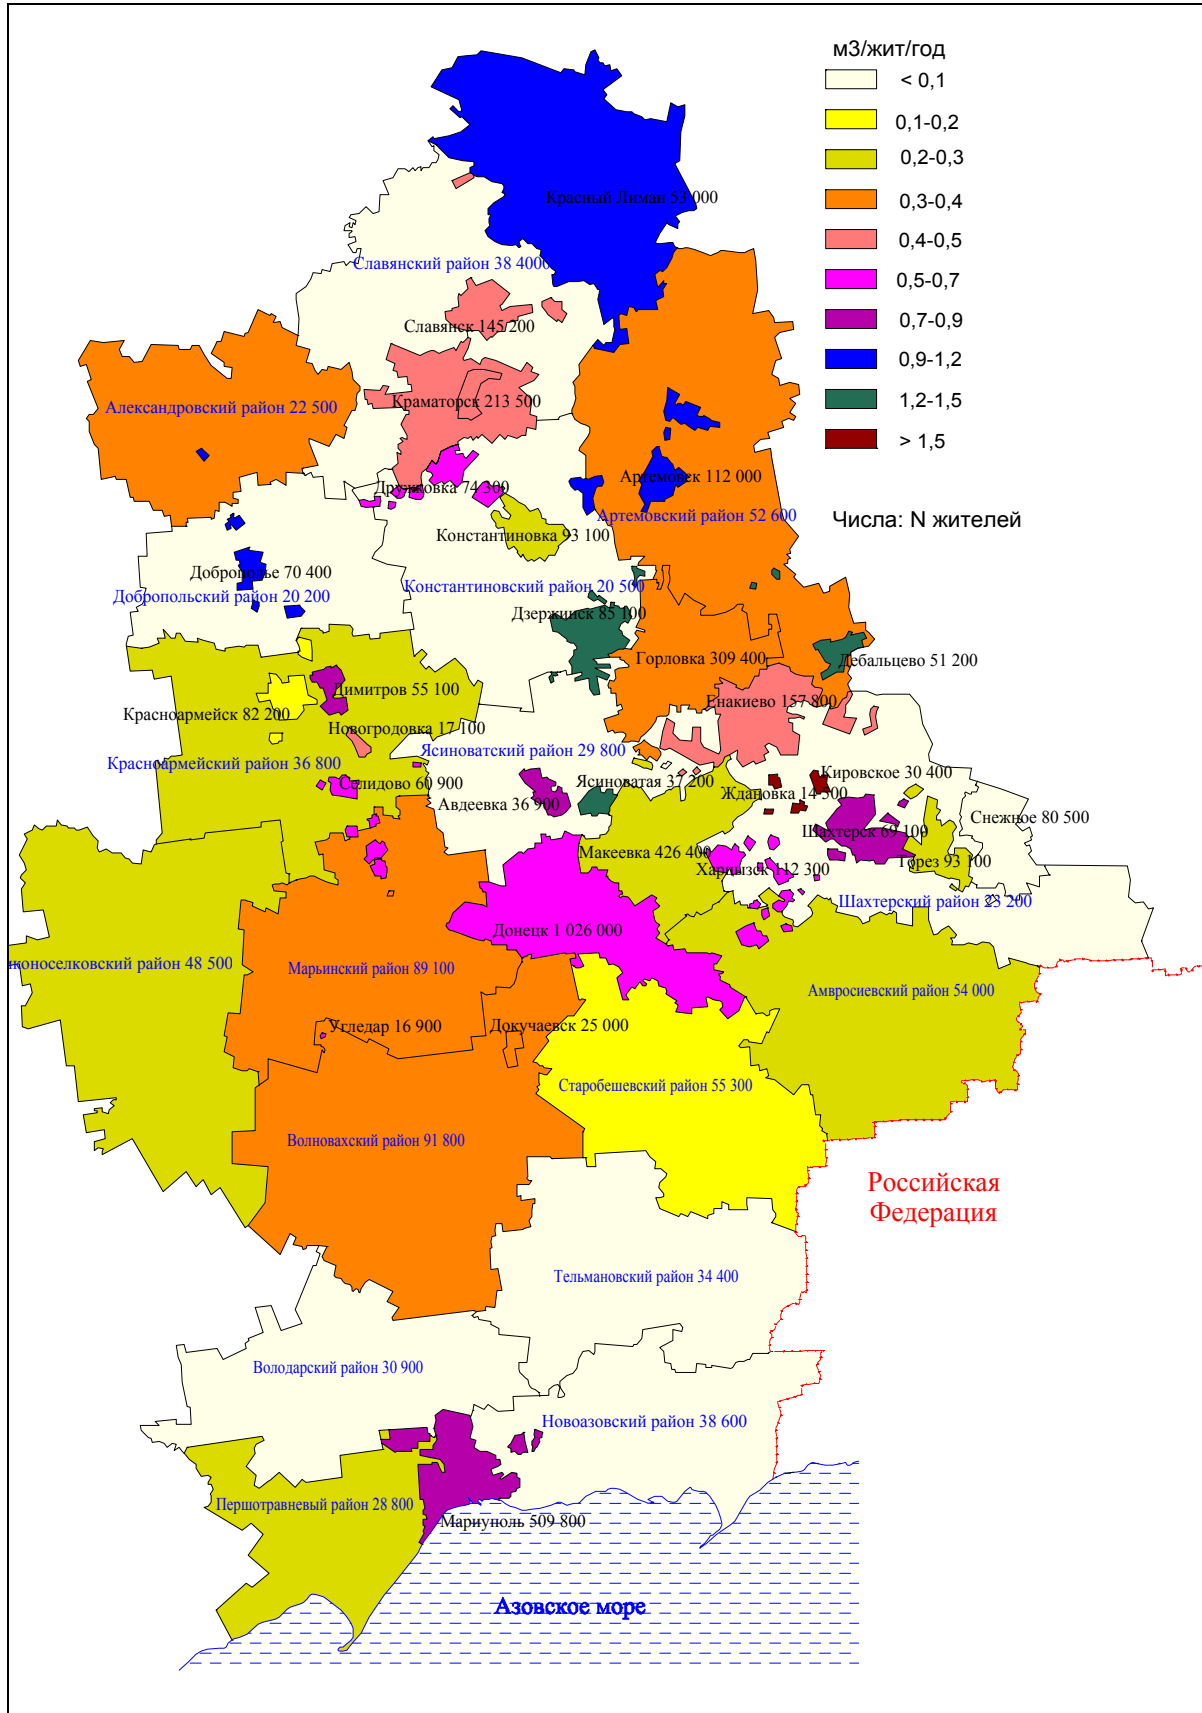 м3/жит/год
< 0,1
0,1-0,2
0,2-0,3
0,3-0,4
0,4-0,5
0,5-0,7
0,7-0,9
0,9-1,2
1,2-1,5
> 1,5
Числа: N жителей
Красный Лиман 53 000
Славянский район 38 4000
Славянск 145 200
Александровский район 22 500
Краматорск 213 500
Дружковка 74 300
Артемовск 112 000
Артемовский район 52 600
Константиновка 93 100
Доброполье 70 400
Добропольский район 20 200
Константиновский район 20 500
Дзержинск 85 100
Горловка 309 400
Дебальцево 51 200
Димитров 55 100
Красноармейск 82 200
Новогродовка 17 100
Енакиево 157 800
Красноармейский район 36 800
Ясиноватский район 29 800
Селидово 60 900
Авдеевка 36 900
Ясиноватая 37 200
Кировское 30 400
Ждановка 14 500
Снежное 80 500
Шахтерск 69 100
Макеевка 426 400
Харцызск 112 300
Торез 93 100
Шахтерский район 23 200
Донецк 1 026 000
иконоселковский район 48 500
Марьинский район 89 100
Амвросиевский район 54 000
Угледар 16 900
Докучаевск 25 000
Старобешевский район 55 300
Волновахский район 91 800
Российская
Федерация
Тельмановский район 34 400
Володарский район 30 900
Новоазовский район 38 600
Першотравневый район 28 800
Мариуполь 509 800
Азовское море